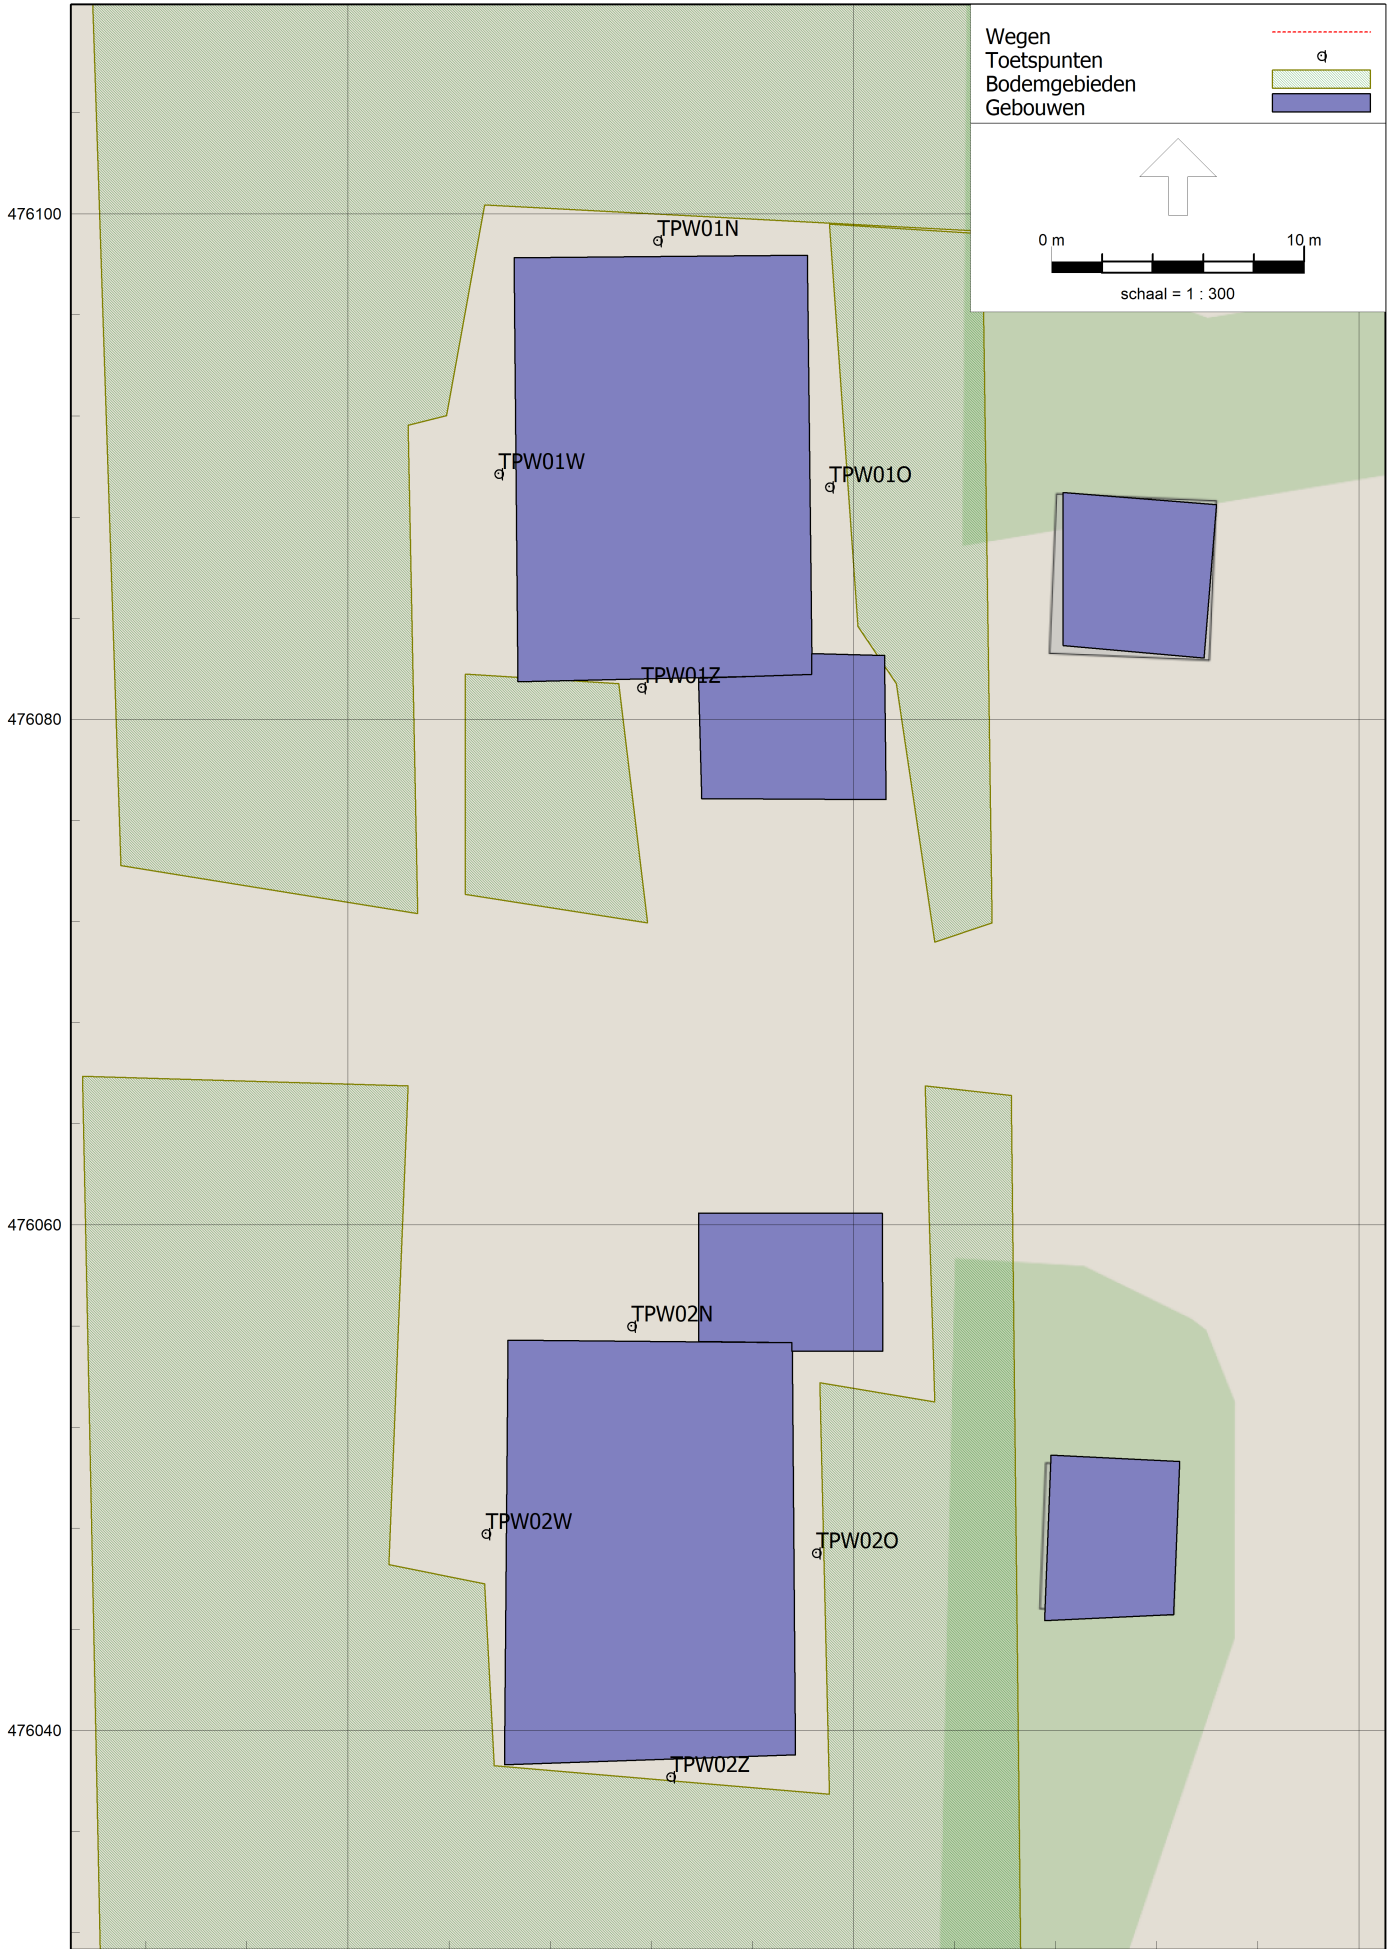 Wegen
Toetspunten
Bodemgebieden
Gebouwen
0 m 10 m
schaal = 1 : 300
476100
TPW01N
TPW01W
TPW01O
TPW01Z
476080
476060
TPW02N
TPW02W
TPW02O
476040
TPW02Z